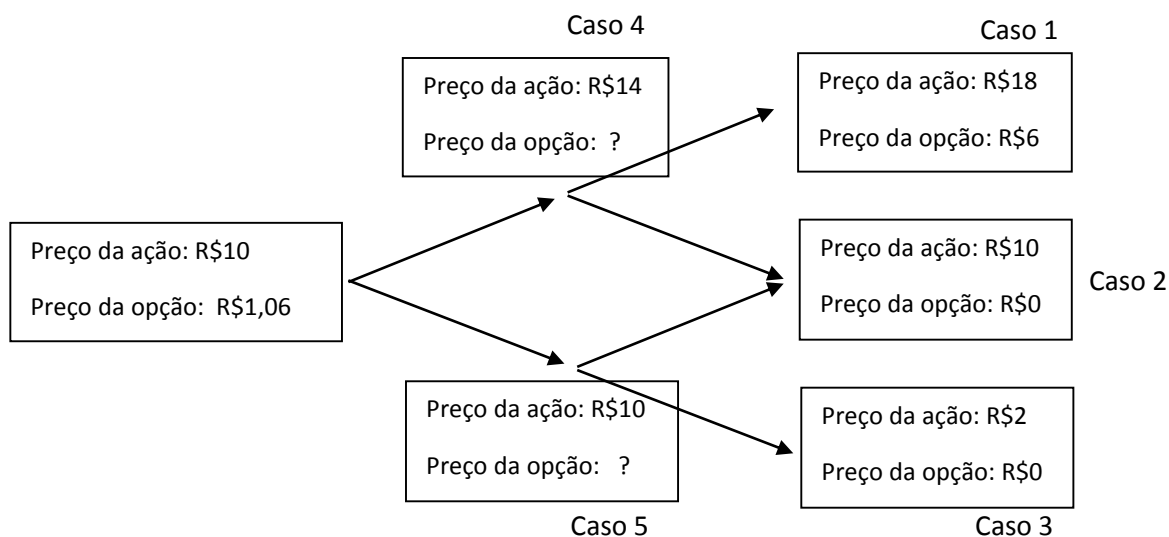 Caso 4
Caso 1
Preço da ação: R$14
Preço da opção: ?
Preço da ação: R$18
Preço da opção: R$6
Preço da ação: R$10
Preço da opção: R$1,06
Preço da ação: R$10
Preço da opção: R$0
Caso 2
Preço da ação: R$10
Preço da opção: ?
Preço da ação: R$2
Preço da opção: R$0
Caso 5
Caso 3